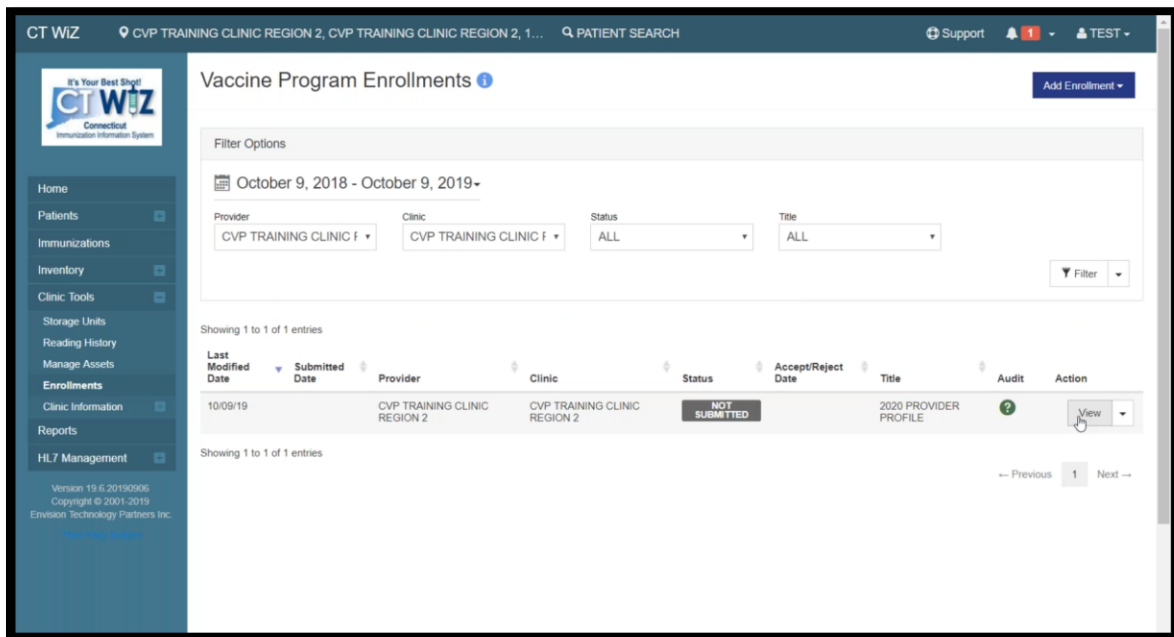 CT WiZ
CVP TRAINING CLINIC REGION 2, CVP TRAINING CLINIC REGION 2, 1...
PATIENT SEARCH
Support
1
TEST
It's Your Best Shot!
CT WiZ
Connecticut
Immunization Information System
Home
Patients
Immunizations
Inventory
Clinic Tools
Storage Units
Reading History
Manage Assets
Enrollments
Clinic Information
Reports
HL7 Management
Version 19.6.20190906
Copyright © 2001-2019
Envision Technology Partners Inc.
Vaccine Program Enrollments
Add Enrollment
Filter Options
October 9, 2018 - October 9, 2019
Provider
Clinic
Status
Title
CVP TRAINING CLINIC F
CVP TRAINING CLINIC F
ALL
ALL
Filter
Showing 1 to 1 of 1 entries
Last Modified Date
Submitted Date
Provider
Clinic
Status
Accept/Reject Date
Title
Audit
Action
10/09/19
CVP TRAINING CLINIC REGION 2
CVP TRAINING CLINIC REGION 2
NOT SUBMITTED
2020 PROVIDER PROFILE
View
Showing 1 to 1 of 1 entries
← Previous
1
Next →